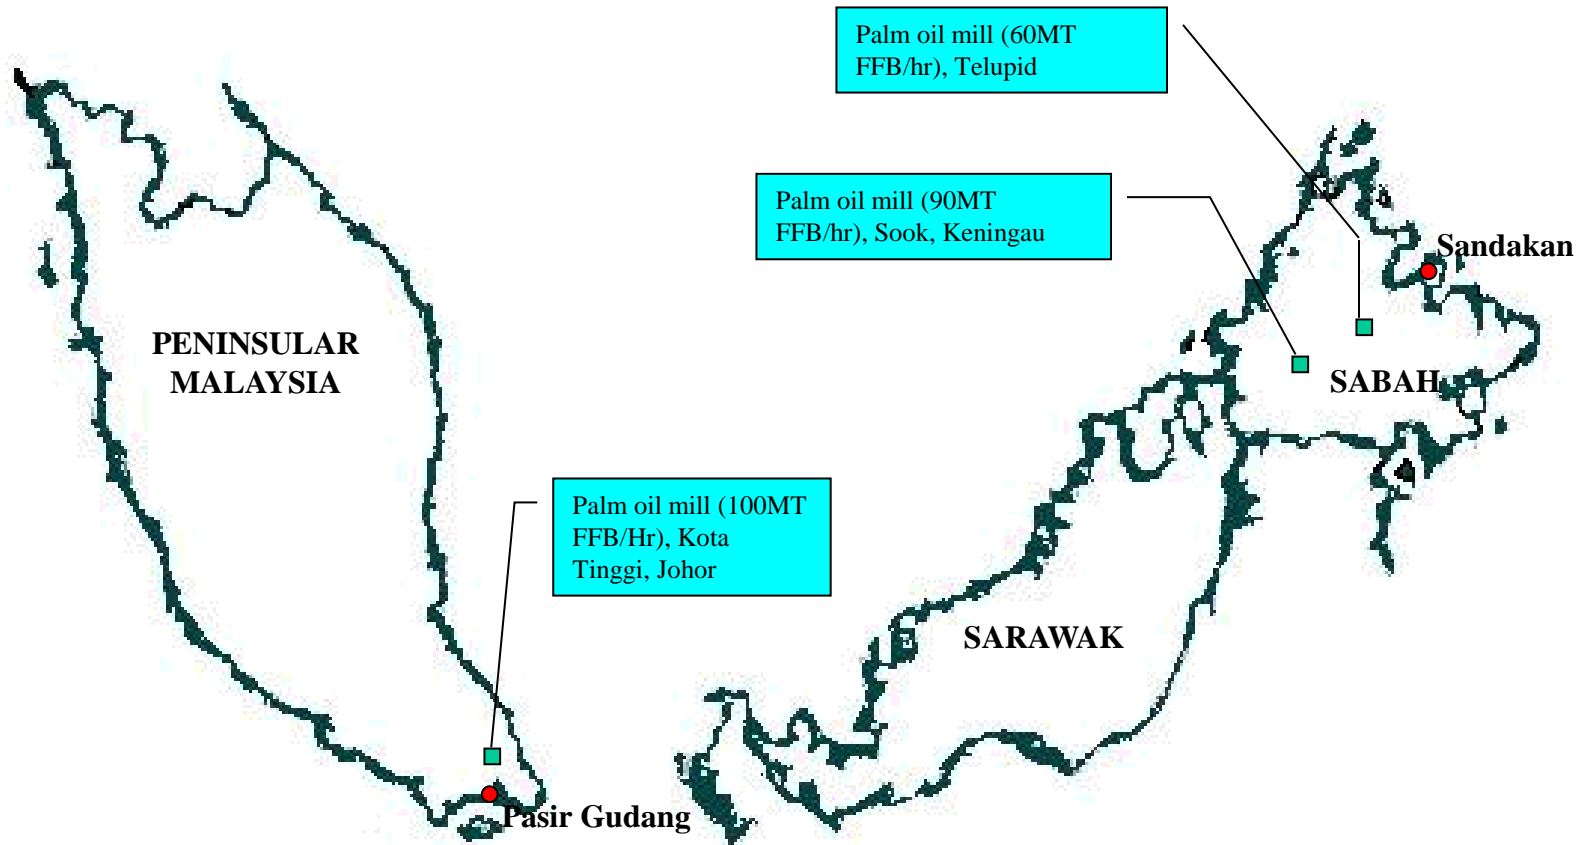 Palm oil mill (60MT
FFB/hr), Telupid
Palm oil mill (90MT
FFB/hr), Sook, Keningau
Sandakan
PENINSULAR
MALAYSIA
SABAH
Palm oil mill (100MT
FFB/Hr), Kota
Tinggi, Johor
SARAWAK
Pasir Gudang